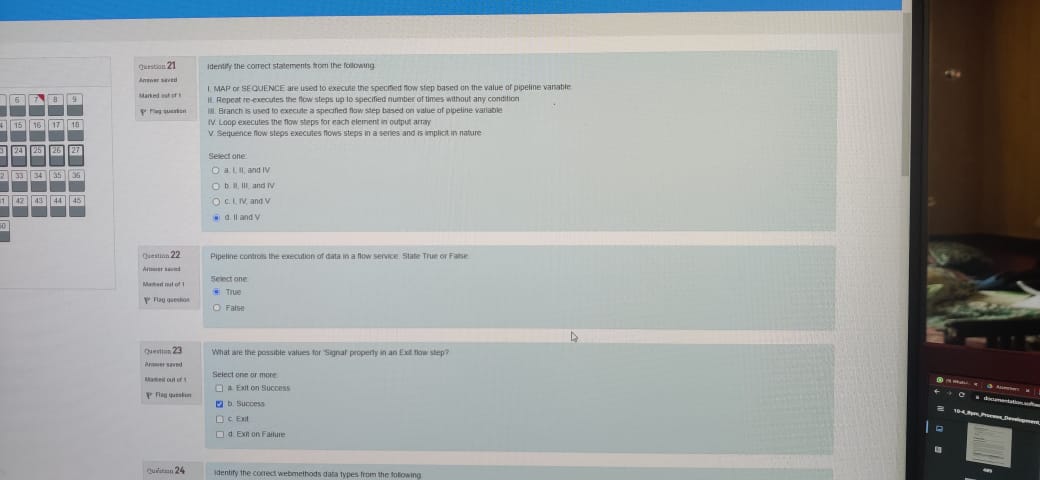 Question 21
Answer saved
Marked out of 1
Flag question
Identify the correct statements from the following
I. MAP or SEQUENCE are used to execute the specified flow step based on the value of pipeline variable
II. Repeat re-executes the flow steps up to specified number of times without any condition
III. Branch is used to execute a specified flow step based on value of pipeline variable
IV. Loop executes the flow steps for each element in output array
V. Sequence flow steps executes flows steps in a series and is implicit in nature
Select one:
a. I, II, and IV
b. II, III, and IV
c. I, IV, and V
d. II and V
6 7 8 9
15 16 17 18
24 25 26 27
33 34 35 36
42 43 44 45
Question 22
Answer saved
Marked out of 1
Flag question
Pipeline controls the execution of data in a flow service. State True or False
Select one:
True
False
Question 23
Answer saved
Marked out of 1
Flag question
What are the possible values for 'Signal' property in an Exit flow step?
Select one or more:
a. Exit on Success
b. Success
c. Exit
d. Exit on Failure
Question 24
Identify the correct webmethods data types from the following